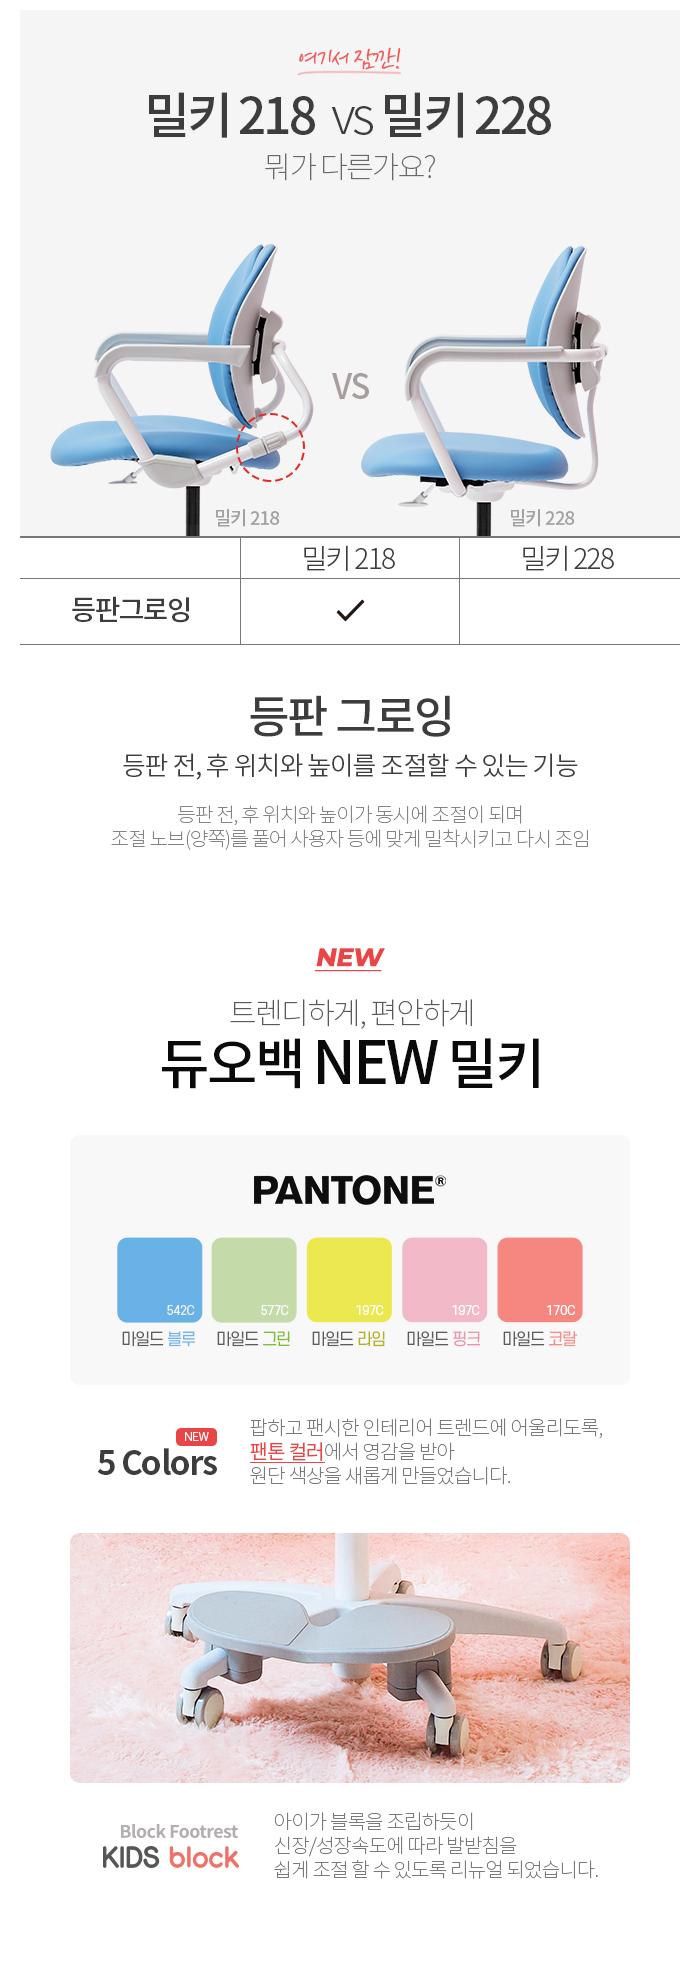 여기서 잠깐!
밀키 218 VS 밀키 228
뭐가 다른가요?
VS
밀키 218
밀키 228
밀키 218 밀키 228
등판그로잉
등판 그로잉
등판 전, 후 위치와 높이를 조절할 수 있는 기능
등판 전, 후 위치와 높이가 동시에 조절이 되며
조절 노브(양쪽)를 풀어 사용자 등에 맞게 밀착시키고 다시 조임
NEW
트렌디하게, 편안하게
듀오백 NEW 밀키
PANTONE®
542C 577C 197C 197C 170C
마일드 블루 마일드 그린 마일드 라임 마일드 핑크 마일드 코랄
NEW
5 Colors
팝하고 팬시한 인테리어 트렌드에 어울리도록,
팬톤 컬러에서 영감을 받아
원단 색상을 새롭게 만들었습니다.
Block Footrest
KIDS block
아이가 블록을 조립하듯이
신장/성장속도에 따라 발받침을
쉽게 조절 할 수 있도록 리뉴얼 되었습니다.